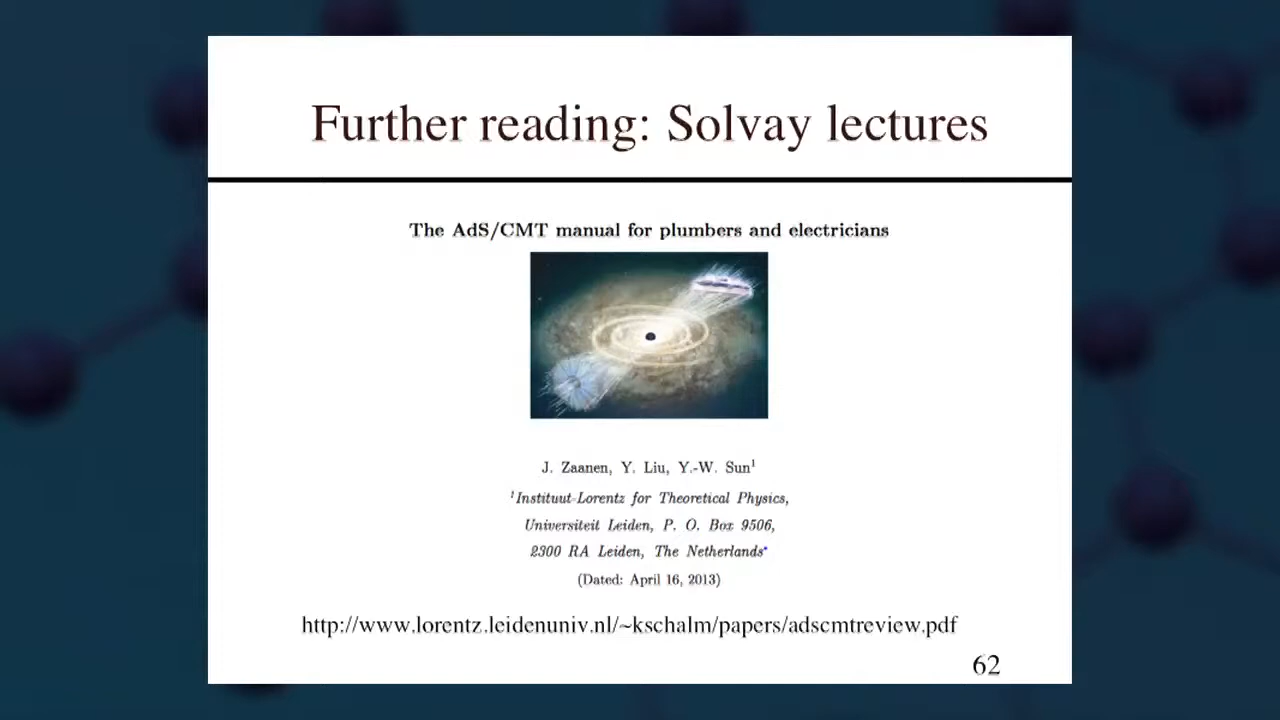 Further reading: Solvay lectures
The AdS/CMT manual for plumbers and electricians
J. Zaanen, Y. Liu, Y.-W. Sun¹
¹Instituut-Lorentz for Theoretical Physics,
Universiteit Leiden, P. O. Box 9506,
2300 RA Leiden, The Netherlands*
(Dated: April 16, 2013)
http://www.lorentz.leidenuniv.nl/~kschalm/papers/adscmtreview.pdf
62